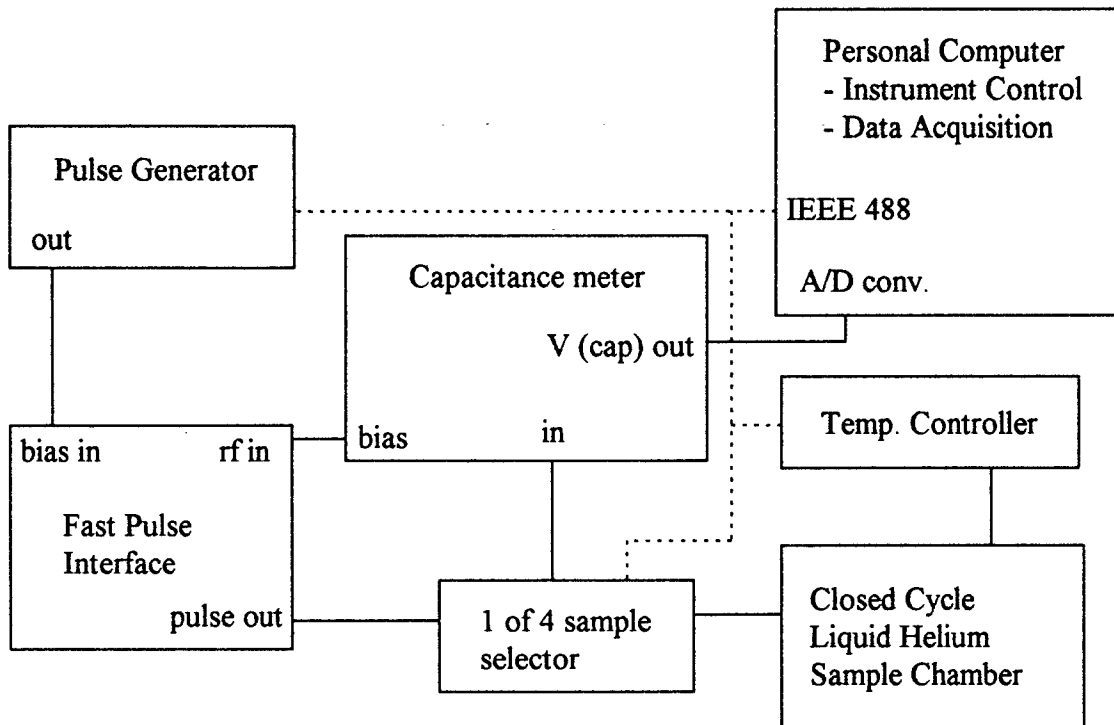 Personal Computer
- Instrument Control
- Data Acquisition
IEEE 488
A/D conv.
Pulse Generator
out
Capacitance meter
V (cap) out
bias
in
Temp. Controller
bias in
rf in
Fast Pulse
Interface
pulse out
1 of 4 sample
selector
Closed Cycle
Liquid Helium
Sample Chamber